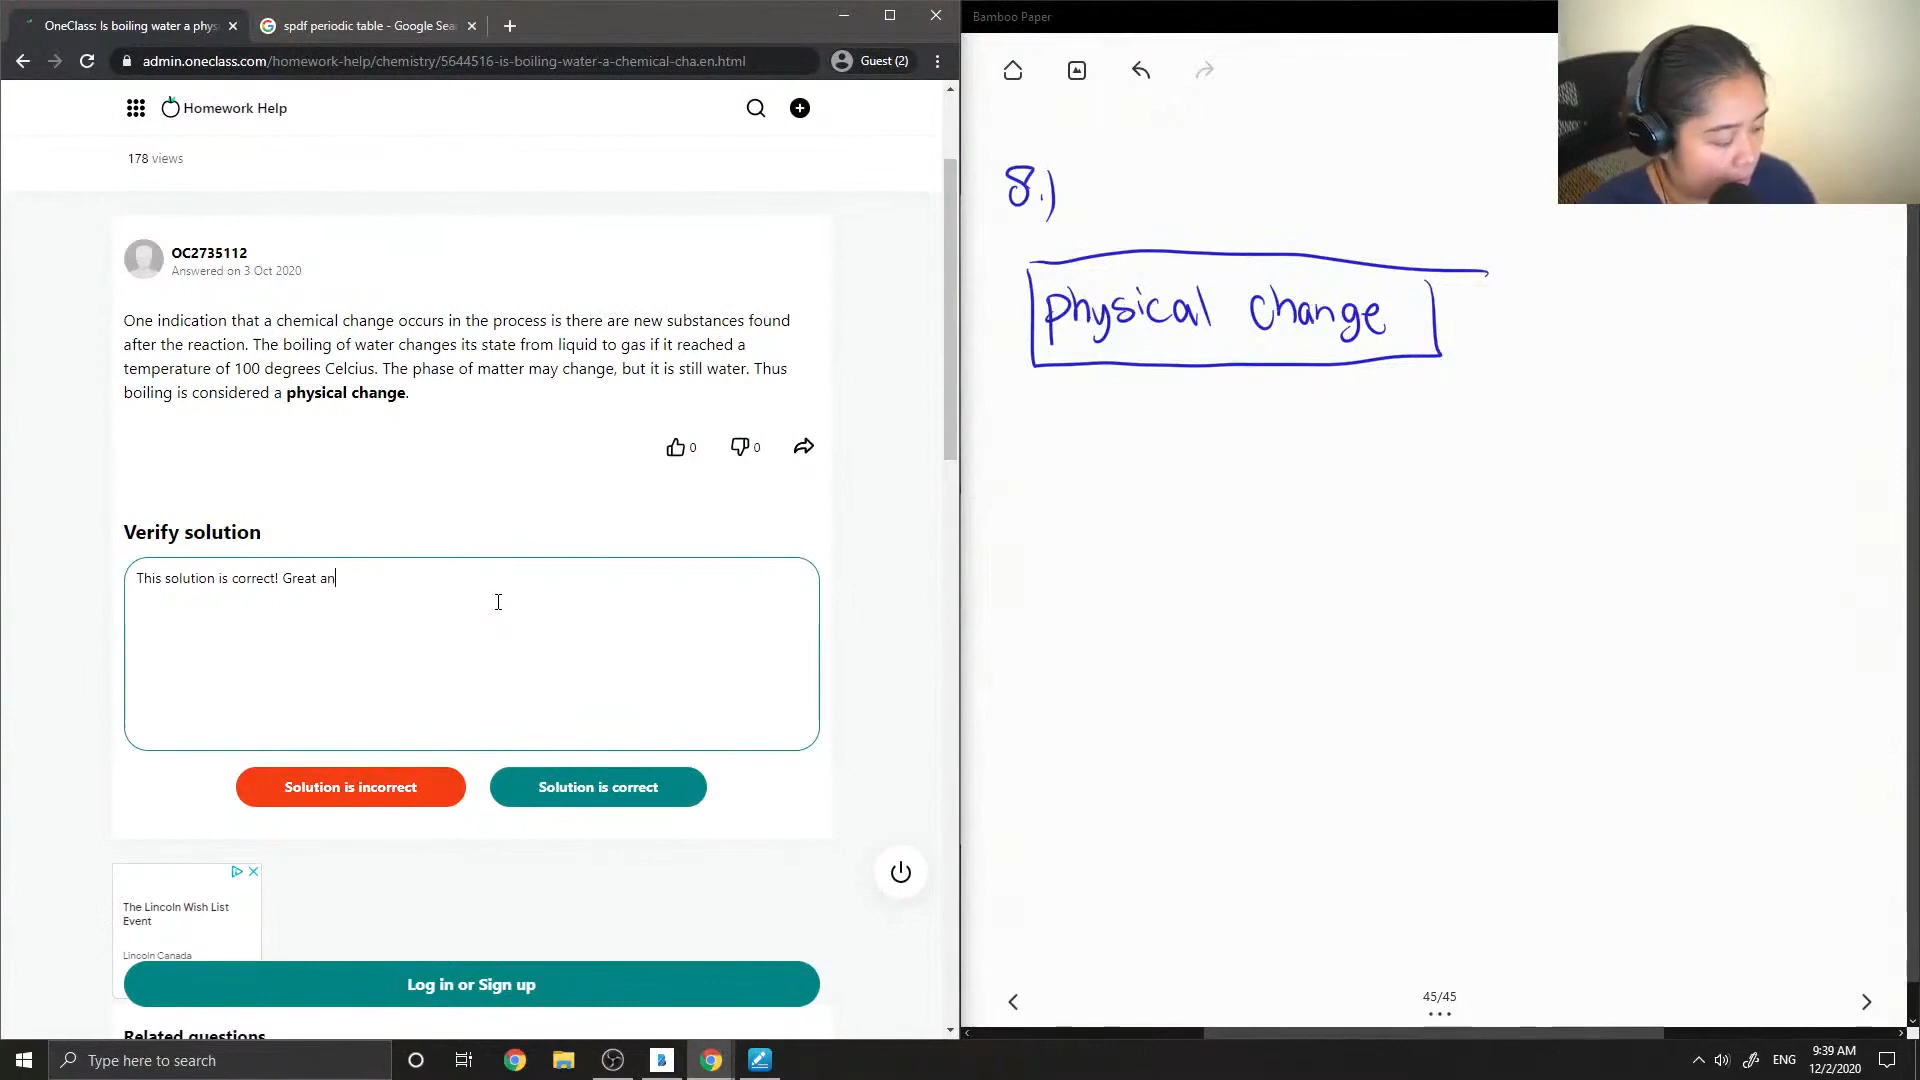 OneClass: Is boiling water a phys
spdf periodic table - Google Sea
admin.oneclass.com/homework-help/chemistry/5644516-is-boiling-water-a-chemical-cha.en.html
Guest (2)
Homework Help
178 views
OC2735112
Answered on 3 Oct 2020
One indication that a chemical change occurs in the process is there are new substances found
after the reaction. The boiling of water changes its state from liquid to gas if it reached a
temperature of 100 degrees Celcius. The phase of matter may change, but it is still water. Thus
boiling is considered a physical change.
0
0
Verify solution
This solution is correct! Great an
Solution is incorrect
Solution is correct
The Lincoln Wish List
Event
Lincoln Canada
Log in or Sign up
Related questions
Type here to search
Bamboo Paper
8.)
physical change
45/45
ENG
9:39 AM
12/2/2020